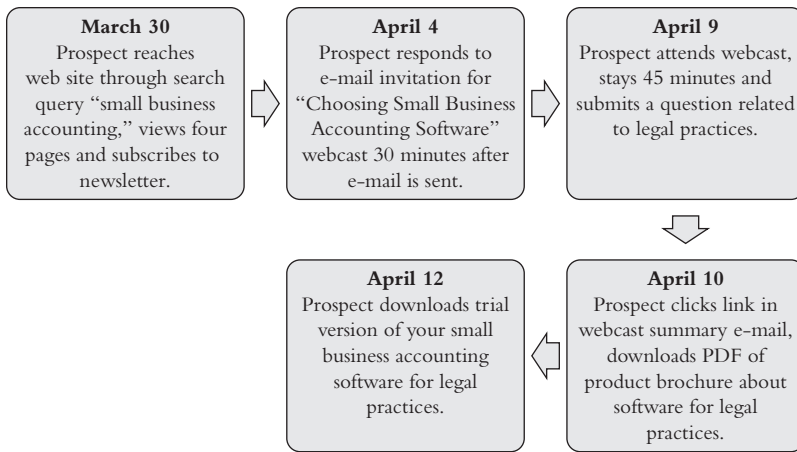 March 30
Prospect reaches
web site through search
query “small business
accounting,” views four
pages and subscribes to
newsletter.
April 4
Prospect responds to
e-mail invitation for
“Choosing Small Business
Accounting Software”
webcast 30 minutes after
e-mail is sent.
April 9
Prospect attends webcast,
stays 45 minutes and
submits a question related
to legal practices.
April 10
Prospect clicks link in
webcast summary e-mail,
downloads PDF of
product brochure about
software for legal
practices.
April 12
Prospect downloads trial
version of your small
business accounting
software for legal
practices.